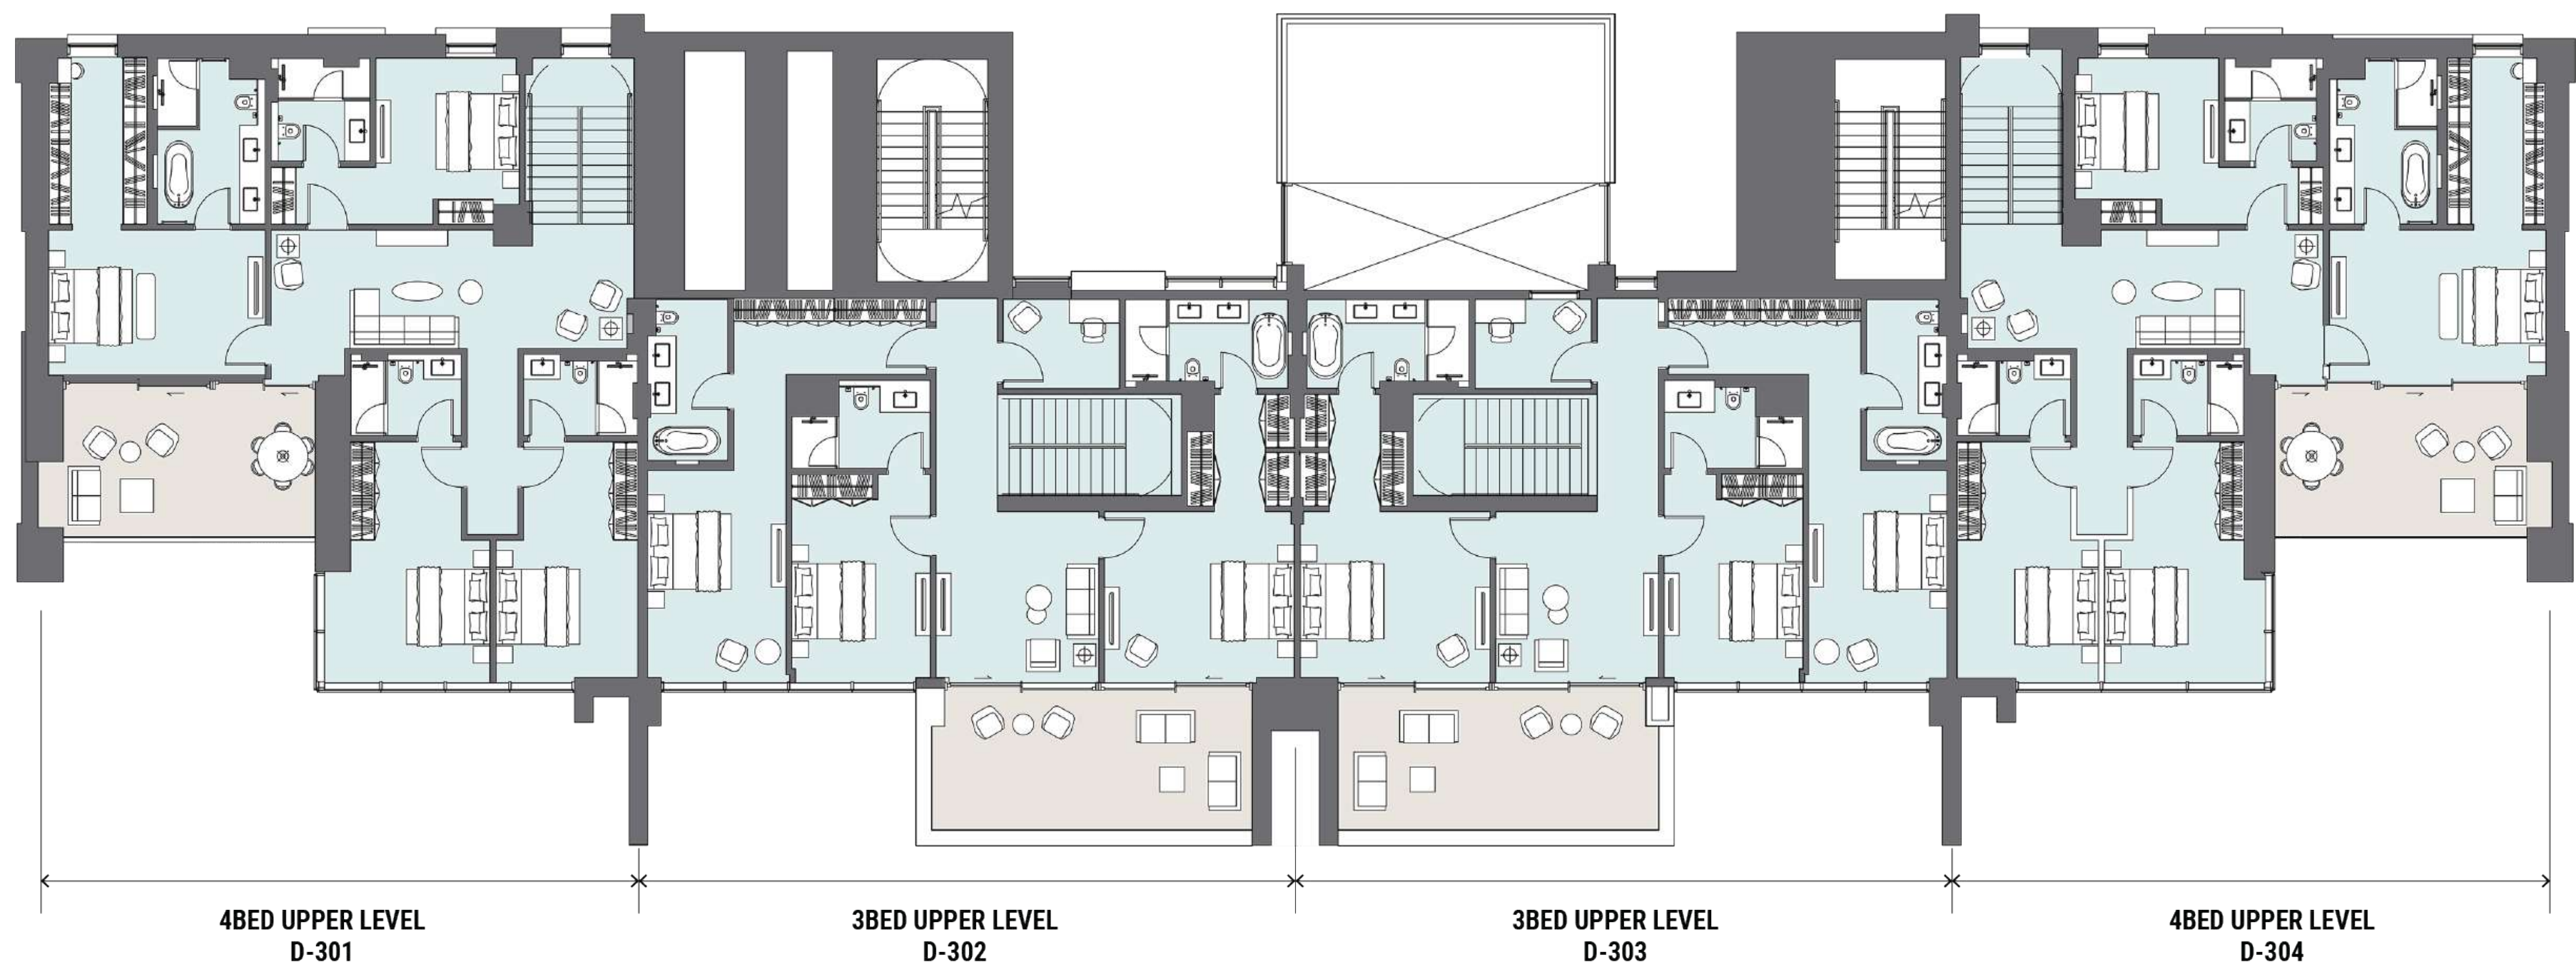 4BED UPPER LEVEL
D-301
3BED UPPER LEVEL
D-302
3BED UPPER LEVEL
D-303
4BED UPPER LEVEL
D-304